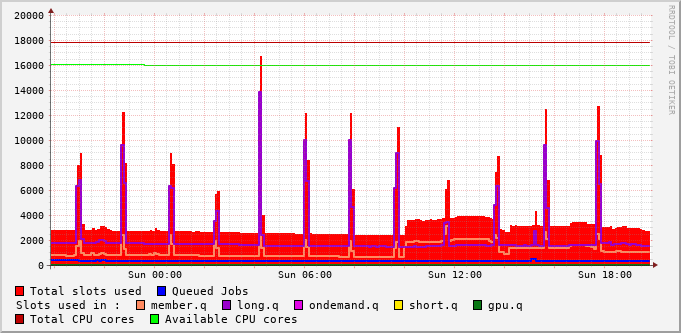 20000
18000
16000
14000
12000
10000
8000
6000
4000
2000
0
Sun 00:00 Sun 06:00 Sun 12:00 Sun 18:00
Total slots used Queued Jobs
Slots used in : member.q long.q ondemand.q short.q gpu.q
Total CPU cores Available CPU cores
RRDTOOL / TOBI OETIKER